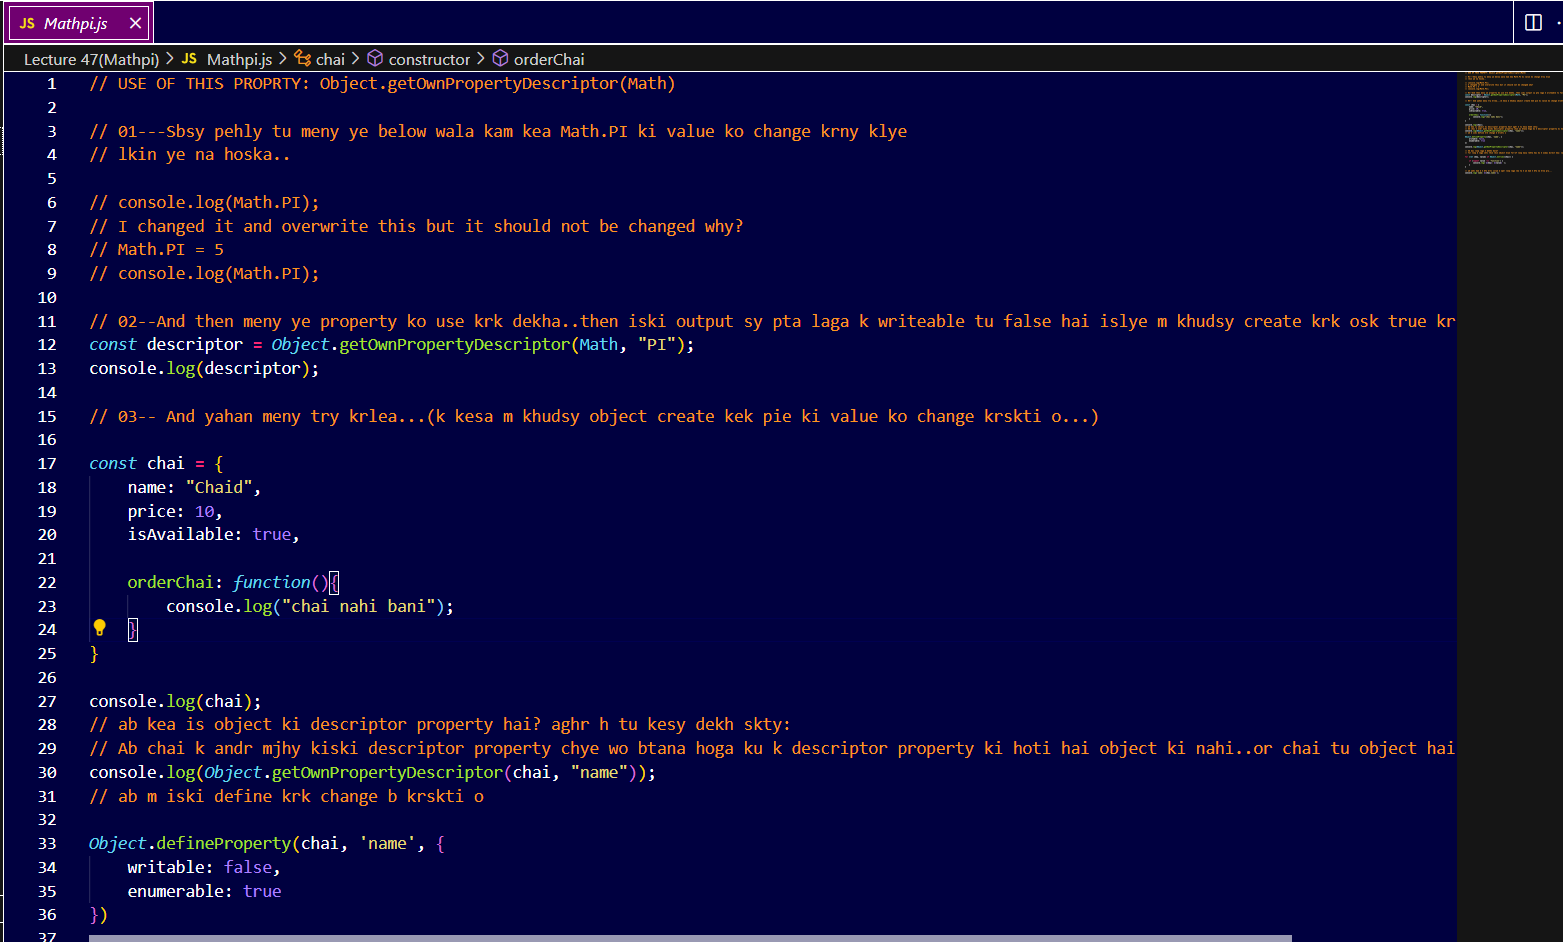 JS Mathpi.js
Lecture 47(Mathpi) > JS Mathpi.js > chai > constructor > orderChai
1 // USE OF THIS PROPRTY: Object.getOwnPropertyDescriptor(Math)
2
3 // 01---Sbsy pehly tu meny ye below wala kam kea Math.PI ki value ko change krny klye
4 // lkin ye na hoska..
5
6 // console.log(Math.PI);
7 // I changed it and overwrite this but it should not be changed why?
8 // Math.PI = 5
9 // console.log(Math.PI);
10
11 // 02--And then meny ye property ko use krk dekha..then iski output sy pta laga k writeable tu false hai islye m khudsy create krk osk true kr
12 const descriptor = Object.getOwnPropertyDescriptor(Math, "PI");
13 console.log(descriptor);
14
15 // 03-- And yahan meny try krlea...(k kesa m khudsy object create kek pie ki value ko change krskti o...)
16
17 const chai = {
18 name: "Chaid",
19 price: 10,
20 isAvailable: true,
21
22 orderChai: function(){
23 console.log("chai nahi bani");
24 }
25 }
26
27 console.log(chai);
28 // ab kea is object ki descriptor property hai? aghr h tu kesy dekh skty:
29 // Ab chai k andr mjhy kiski descriptor property chye wo btana hoga ku k descriptor property ki hoti hai object ki nahi..or chai tu object hai
30 console.log(Object.getOwnPropertyDescriptor(chai, "name"));
31 // ab m iski define krk change b krskti o
32
33 Object.defineProperty(chai, 'name', {
34 writable: false,
35 enumerable: true
36 })
37